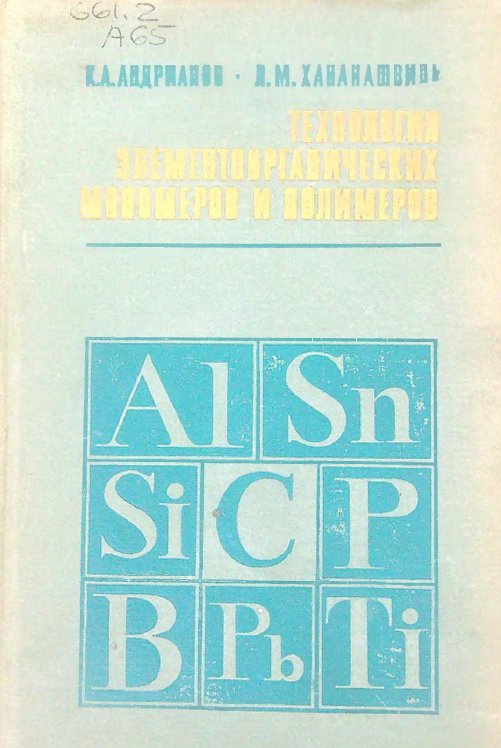 661.2
А65
К.А.АНДРИАНОВ · Л.М.ХАНАНАШВИЛИ
ТЕХНОЛОГИЯ
ЭЛЕМЕНТООРГАНИЧЕСКИХ
МОНОМЕРОВ И ПОЛИМЕРОВ
Al Sn
Si C P
B Pb Ti